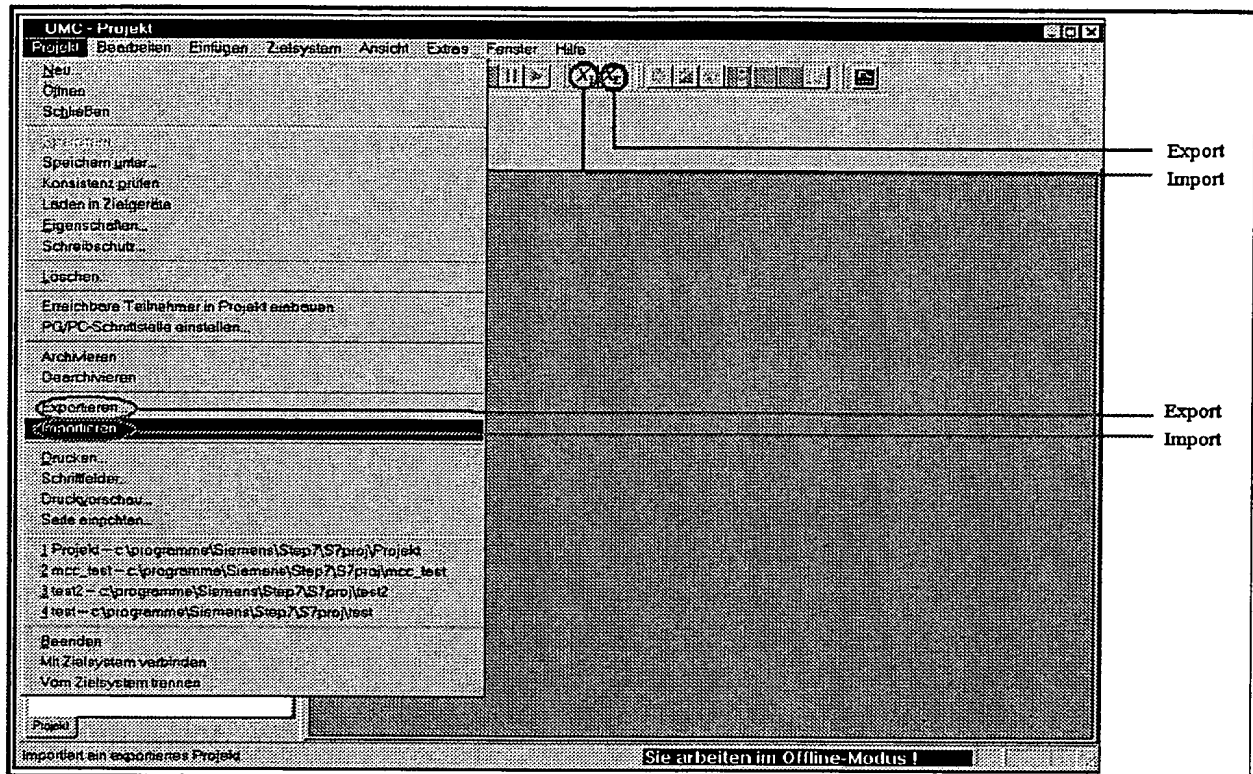 UMC - Projekt
Projekt Bearbeiten Einfügen Zielsystem Ansicht Extras Fenster Hilfe
Neu...
Öffnen
Schließen
Speichern unter...
Konsistenz prüfen
Laden in Zielgeräte
Eigenschaften...
Schreibschutz...
Löschen...
Erreichbare Teilnehmer in Projekt einbauen
PG/PC-Schnittstelle einstellen...
Archivieren
Dearchivieren
Exportieren...
Importieren
Drucken...
Schriftfelder...
Druckvorschau...
Seite einrichten...
1 Projekt -- c:\programme\Siemens\Step7\S7proj\Projekt
2 mcc_test -- c:\programme\Siemens\Step7\S7proj\mcc_test
3 test2 -- c:\programme\Siemens\Step7\S7proj\test2
4 test -- c:\programme\Siemens\Step7\S7proj\test
Beenden
Mit Zielsystem verbinden
Vom Zielsystem trennen
Projekt
Importiert ein exportiertes Projekt
Sie arbeiten im Offline-Modus !
Export
Import
Export
Import